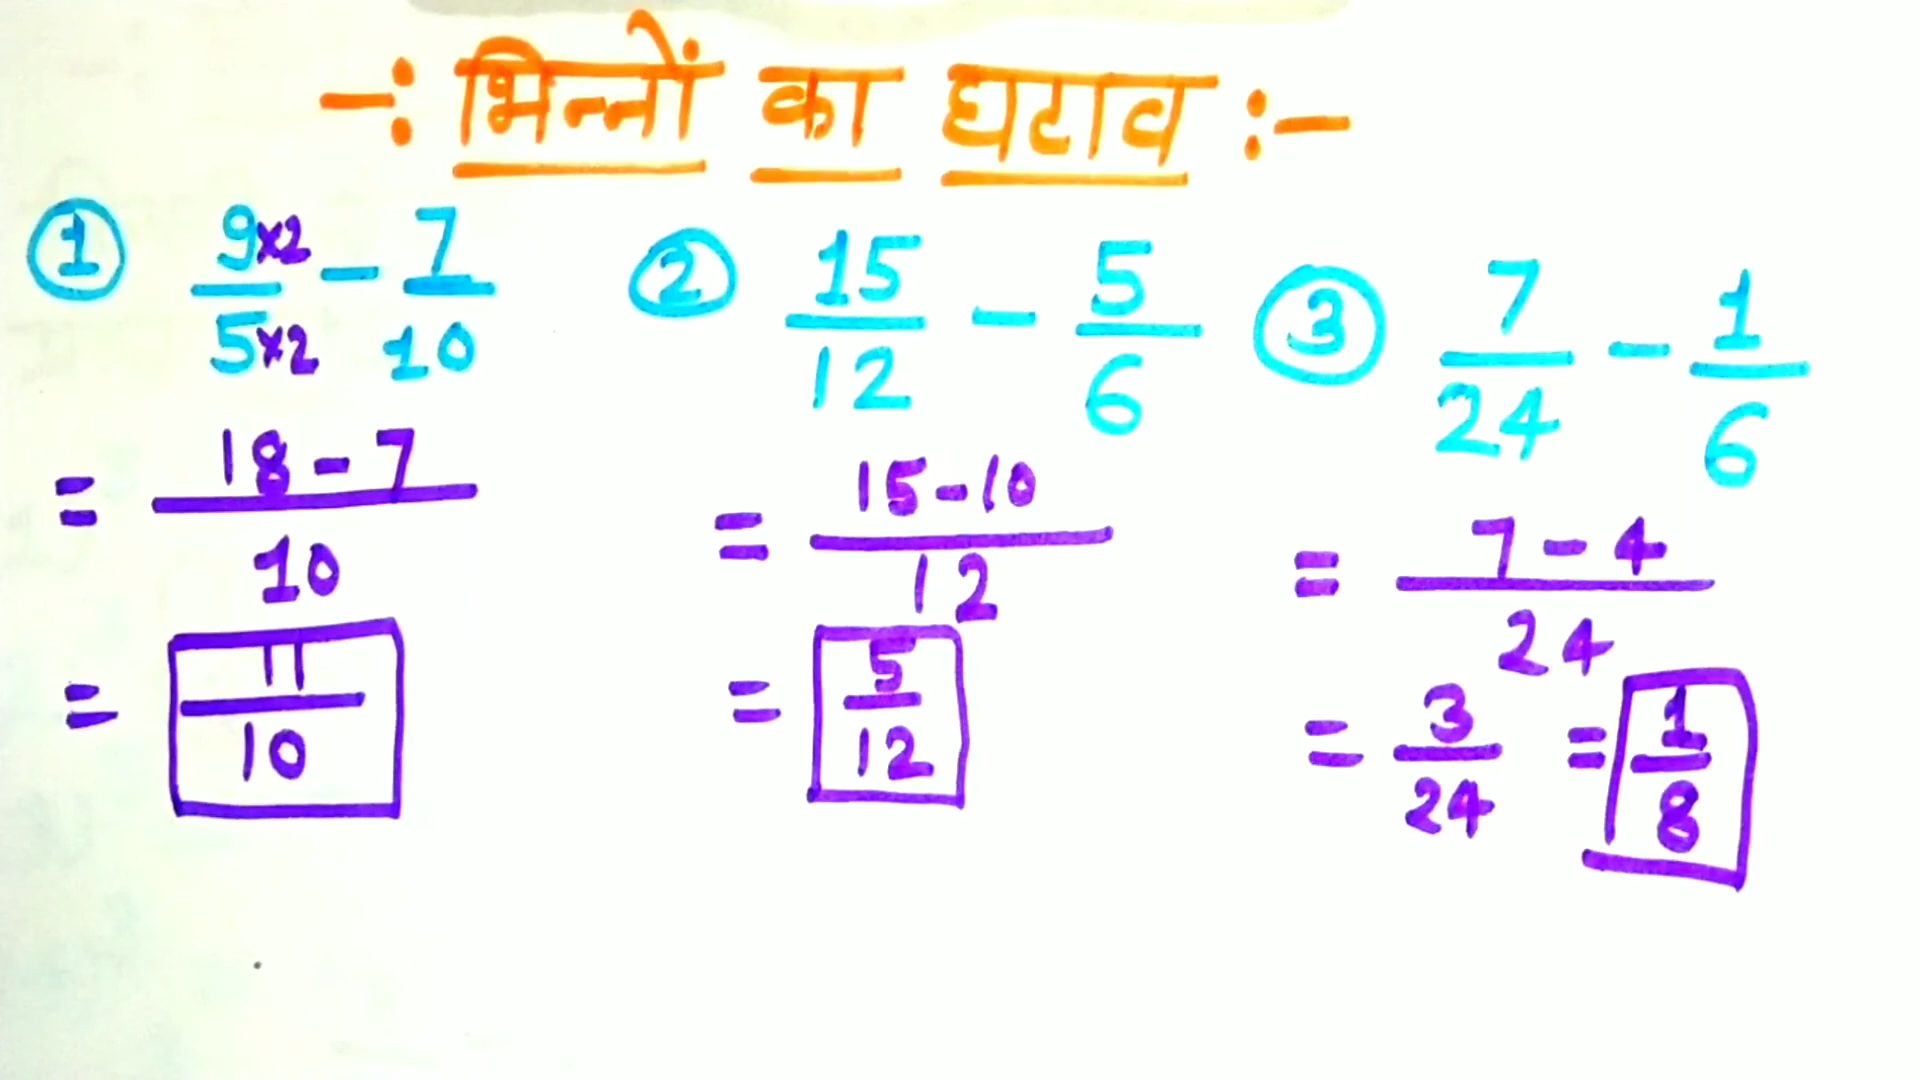 -: भिन्नों का घटाव :-
① 9×2/5×2 - 7/10
= 18-7/10
= 11/10
② 15/12 - 5/6
= 15-10/12
= 5/12
③ 7/24 - 1/6
= 7-4/24
= 3/24 = 1/8